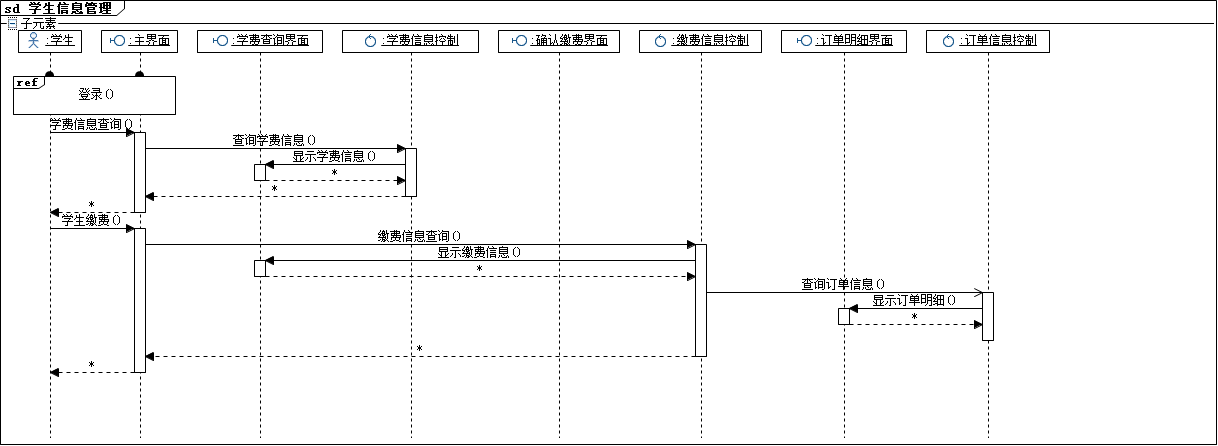 sd 学生信息管理
子元素
:学生
:主界面
:学费查询界面
:学费信息控制
:确认缴费界面
:缴费信息控制
:订单明细界面
:订单信息控制
ref
登录()
学费信息查询()
查询学费信息()
显示学费信息()
*
*
*
学生缴费()
缴费信息查询()
显示缴费信息()
*
查询订单信息()
显示订单明细()
*
*
*